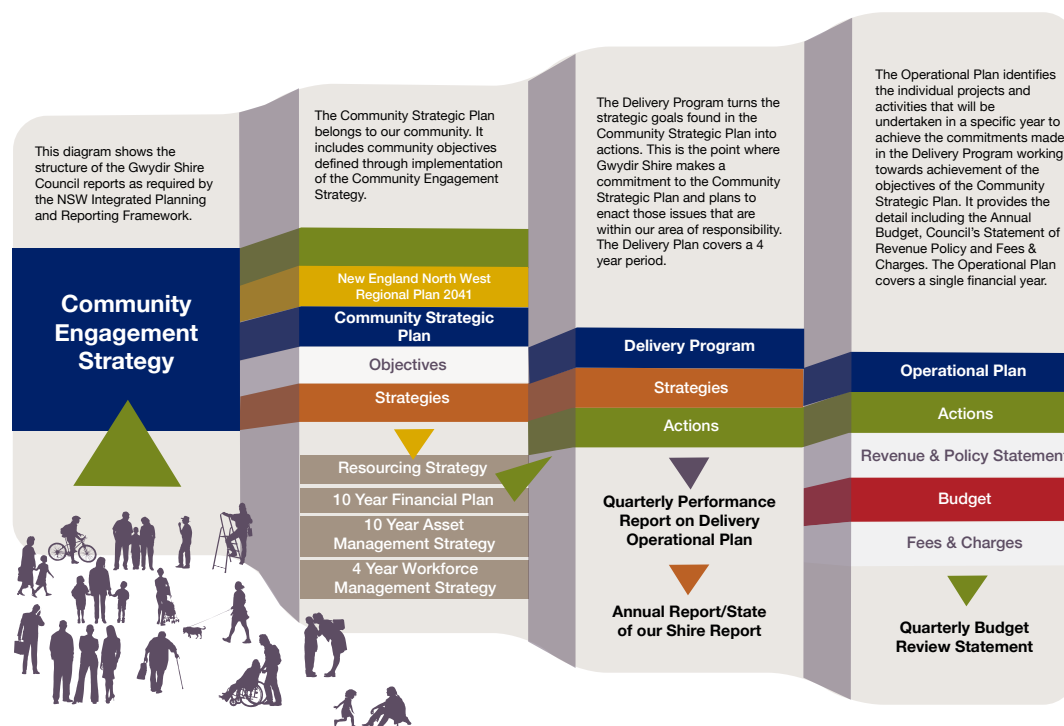 This diagram shows the
structure of the Gwydir Shire
Council reports as required by
the NSW Integrated Planning
and Reporting Framework.
Community
Engagement
Strategy
The Community Strategic Plan
belongs to our community. It
includes community objectives
defined through implementation
of the Community Engagement
Strategy.
New England North West
Regional Plan 2041
Community Strategic
Plan
Objectives
Strategies
Resourcing Strategy
10 Year Financial Plan
10 Year Asset
Management Strategy
4 Year Workforce
Management Strategy
The Delivery Program turns the
strategic goals found in the
Community Strategic Plan into
actions. This is the point where
Gwydir Shire makes a
commitment to the Community
Strategic Plan and plans to
enact those issues that are
within our area of responsibility.
The Delivery Plan covers a 4
year period.
Delivery Program
Strategies
Actions
Quarterly Performance
Report on Delivery
Operational Plan
Annual Report/State
of our Shire Report
The Operational Plan identifies
the individual projects and
activities that will be
undertaken in a specific year to
achieve the commitments made
in the Delivery Program working
towards achievement of the
objectives of the Community
Strategic Plan. It provides the
detail including the Annual
Budget, Council's Statement of
Revenue Policy and Fees &
Charges. The Operational Plan
covers a single financial year.
Operational Plan
Actions
Revenue & Policy Statement
Budget
Fees & Charges
Quarterly Budget
Review Statement